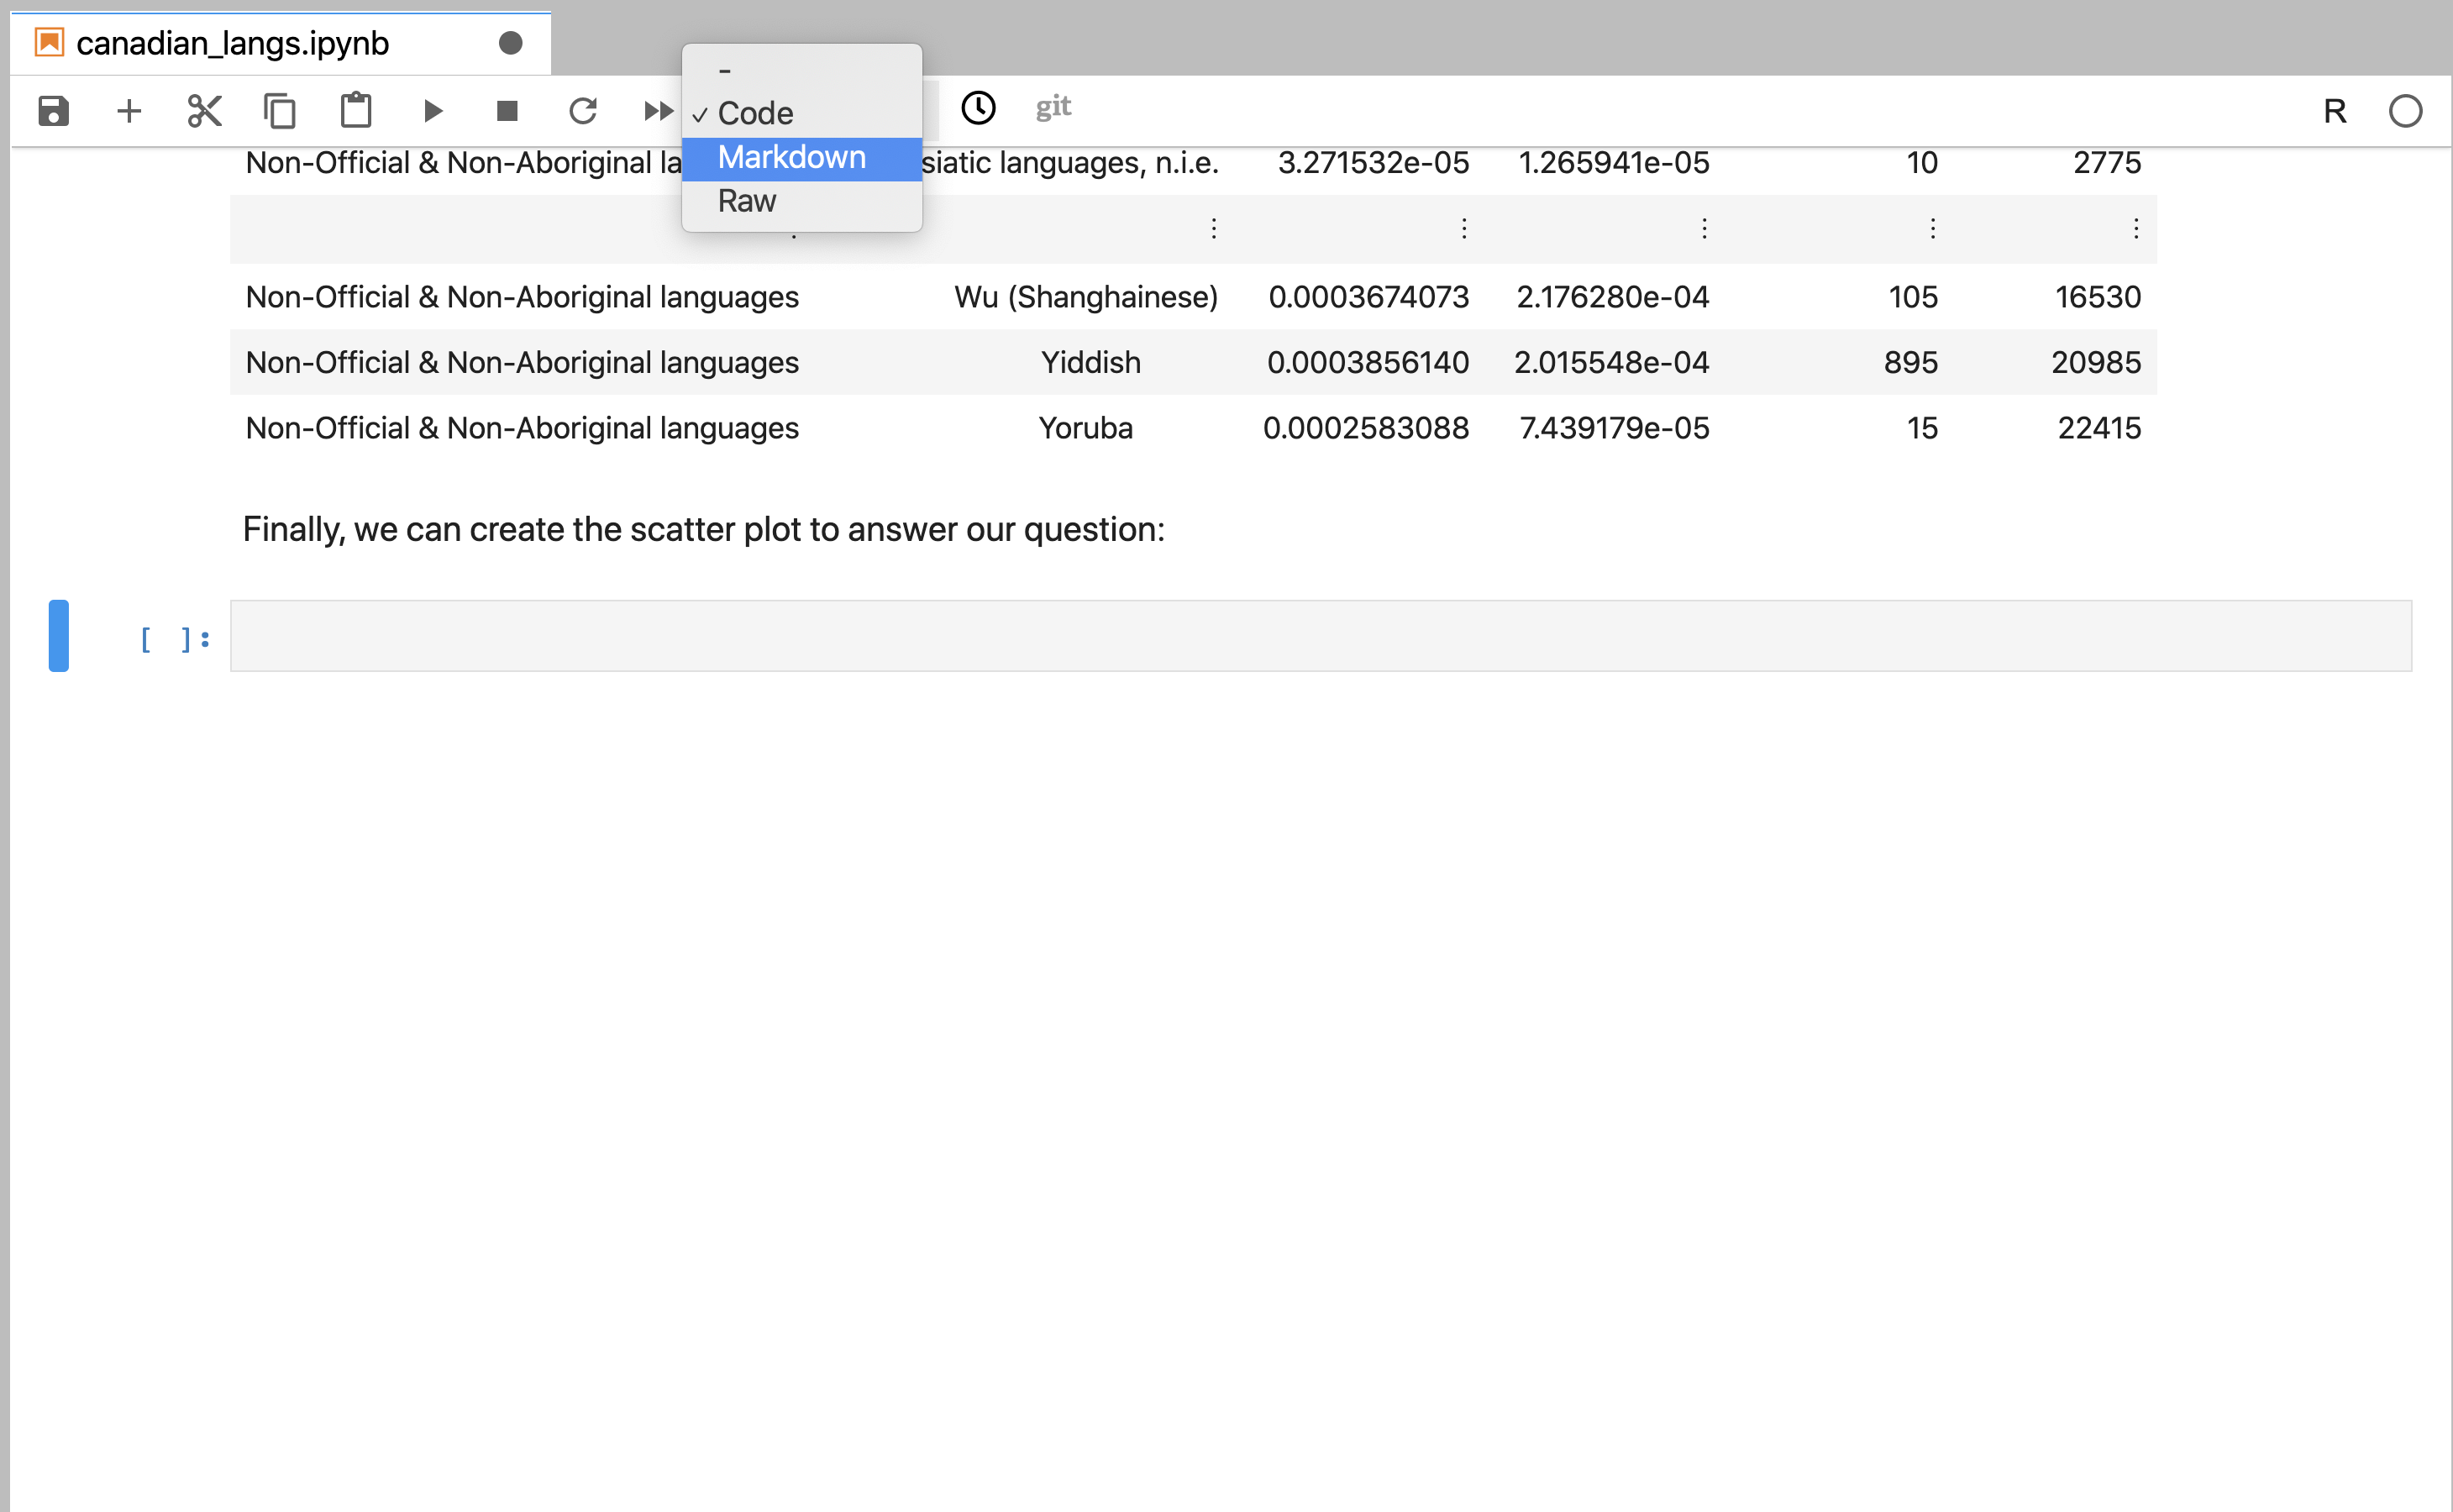 canadian_langs.ipynb
-
✓ Code
Markdown
Raw
git
R
Non-Official & Non-Aboriginal la siatic languages, n.i.e. 3.271532e-05 1.265941e-05 10 2775
⋮ ⋮ ⋮ ⋮ ⋮
Non-Official & Non-Aboriginal languages Wu (Shanghainese) 0.0003674073 2.176280e-04 105 16530
Non-Official & Non-Aboriginal languages Yiddish 0.0003856140 2.015548e-04 895 20985
Non-Official & Non-Aboriginal languages Yoruba 0.0002583088 7.439179e-05 15 22415
Finally, we can create the scatter plot to answer our question:
[ ]: